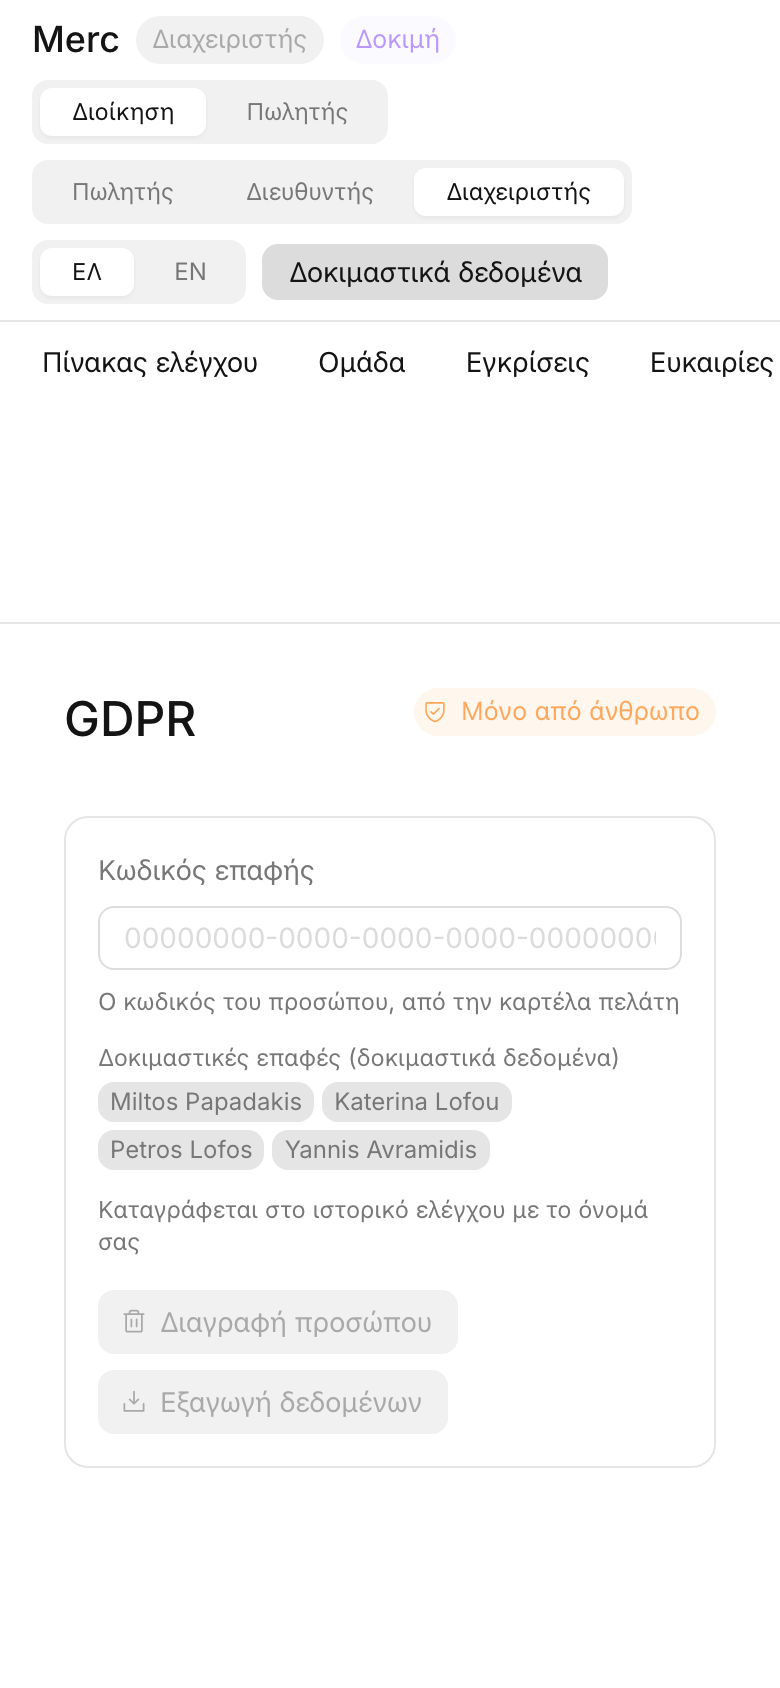 Merc Διαχειριστής Δοκιμή
Διοίκηση Πωλητής
Πωλητής Διευθυντής Διαχειριστής
ΕΛ EN Δοκιμαστικά δεδομένα
Πίνακας ελέγχου Ομάδα Εγκρίσεις Ευκαιρίες
GDPR Μόνο από άνθρωπο
Κωδικός επαφής
00000000-0000-0000-0000-00000000
Ο κωδικός του προσώπου, από την καρτέλα πελάτη
Δοκιμαστικές επαφές (δοκιμαστικά δεδομένα)
Miltos Papadakis Katerina Lofou
Petros Lofos Yannis Avramidis
Καταγράφεται στο ιστορικό ελέγχου με το όνομά
σας
Διαγραφή προσώπου
Εξαγωγή δεδομένων